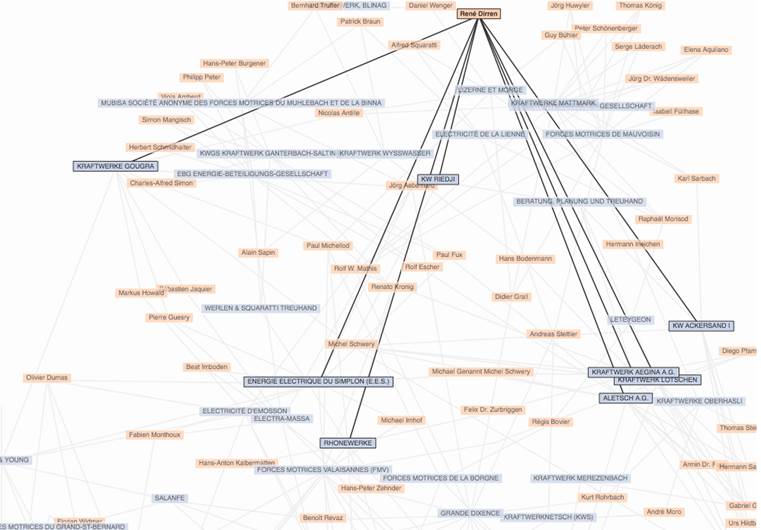 Bernhard Truffer
ERK, BLINAG
Daniel Wenger
René Dirren
Jörg Huwyler
Thomas König
Patrick Braun
Peter Schönenberger
Guy Bühler
Alfred Squaratti
Serge Läderach
Elena Aquilano
Hans-Peter Burgener
Philipp Peter
Jürg Dr. Wädensweiler
LIZERNE ET MORGE
MUBISA SOCIÉTÉ ANONYME DES FORCES MOTRICES DU MUHLEBACH ET DE LA BINNA
KRAFTWERKE MATTMARK
GESELLSCHAFT
Nicolas Antille
Isabell Füllhase
Simon Mangisch
ELECTRICITÉ DE LA LIENNE
FORCES MOTRICES DE MAUVOISIN
Herbert Schmidhalter
KWGS KRAFTWERK GANTERBACH-SALTIN
KRAFTWERK WYSSWASSER
KRAFTWERKE GOUGRA
EBG ENERGIE-BETEILIGUNGS-GESELLSCHAFT
KW RIEDJI
Karl Sarbach
Charles-Alfred Simon
Jörg Aeberhard
BERATUNG, PLANUNG UND TREUHAND
Raphaël Morisod
Paul Michellod
Hermann Ineichen
Alain Sapin
Paul Fux
Hans Bodenmann
Rolf W. Mathis
Rolf Escher
Renato Kronig
Markus Howald
Sébastien Jaquier
Didier Grail
WERLEN & SQUARATTI TREUHAND
Pierre Guesry
LETEYGEON
KW ACKERSAND I
Andreas Stettler
Michel Schwery
Diego Pfam
Beat Imboden
Michael Genannt Michel Schwery
KRAFTWERK AEGINA A.G.
Olivier Dumas
ENERGIE ELECTRIQUE DU SIMPLON (E.E.S.)
KRAFTWERK LÖTSCHEN
ALETSCH A.G.
KRAFTWERKE OBERHASLI
ELECTRICITÉ D'EMOSSON
Felix Dr. Zurbriggen
ELECTRA-MASSA
Michael Imhof
Régis Bovier
Thomas Ste
Fabien Monthoux
RHONEWERKE
& YOUNG
Hans-Anton Kalbermatten
Armin Dr. F
Hermann Sa
FORCES MOTRICES VALAISANNES (FMV)
FORCES MOTRICES DE LA BORGNE
KRAFTWERK MEREZENBACH
Hans-Peter Zehnder
SALANFE
Kurt Rohrbach
Gabriel C
Benoît Revaz
GRANDE DIXENCE
KRAFTWERKNETSCH (KWS)
André Moro
Florian Widmer
Urs Hildb
ES MOTRICES DU GRAND-ST-BERNARD